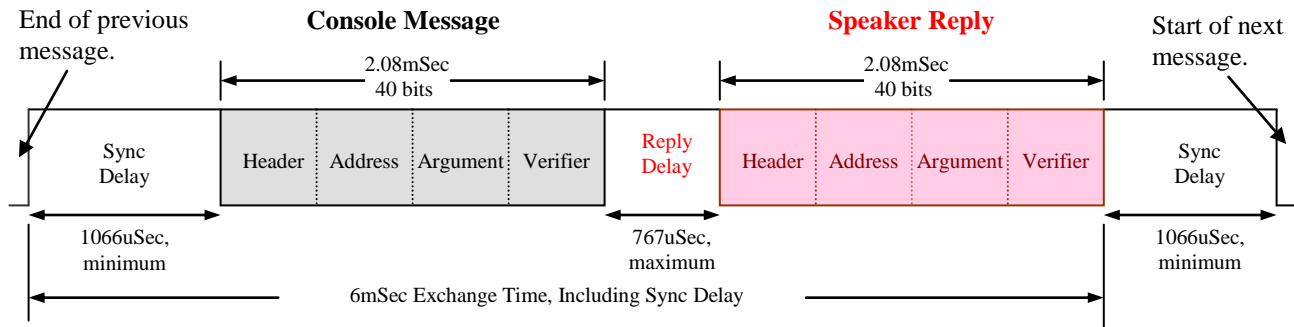 End of previous
message.
Console Message
Speaker Reply
Start of next
message.
2.08mSec
40 bits
2.08mSec
40 bits
Sync
Delay
Header
Address
Argument
Verifier
Reply
Delay
Header
Address
Argument
Verifier
Sync
Delay
1066uSec,
minimum
767uSec,
maximum
1066uSec,
minimum
6mSec Exchange Time, Including Sync Delay